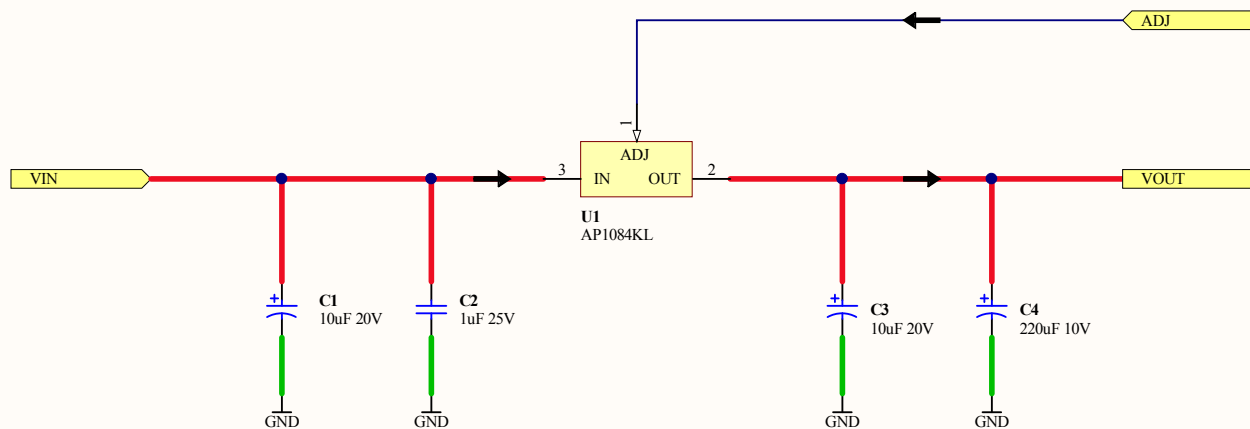 ADJ
1
VIN
3
ADJ
IN
OUT
2
VOUT
U1
AP1084KL
+
C1
10uF 20V
C2
1uF 25V
+
C3
10uF 20V
+
C4
220uF 10V
GND
GND
GND
GND